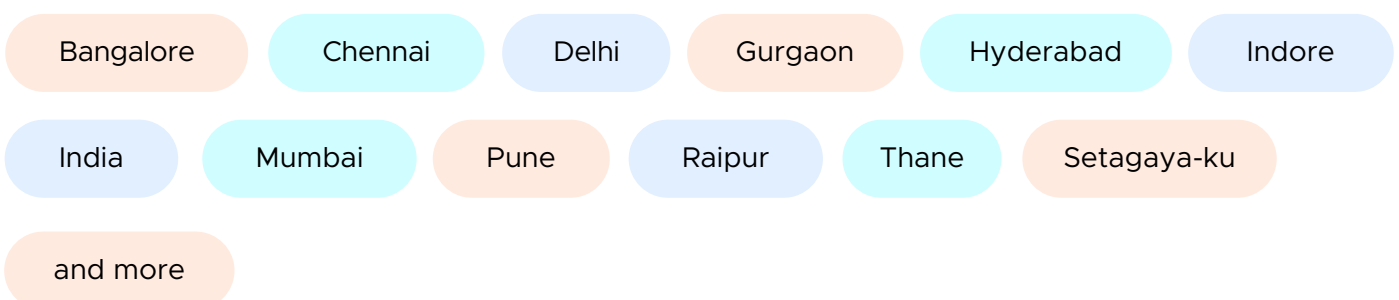 Bangalore Chennai Delhi Gurgaon Hyderabad Indore
India Mumbai Pune Raipur Thane Setagaya-ku
and more